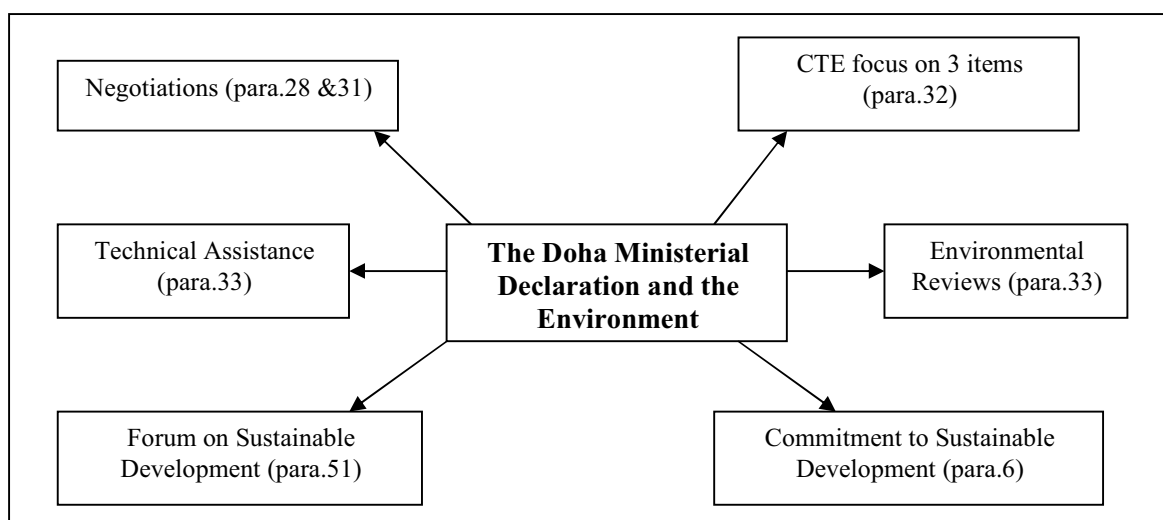 Negotiations (para.28 &31)
CTE focus on 3 items
(para.32)
Technical Assistance
(para.33)
The Doha Ministerial
Declaration and the
Environment
Environmental
Reviews (para.33)
Forum on Sustainable
Development (para.51)
Commitment to Sustainable
Development (para.6)